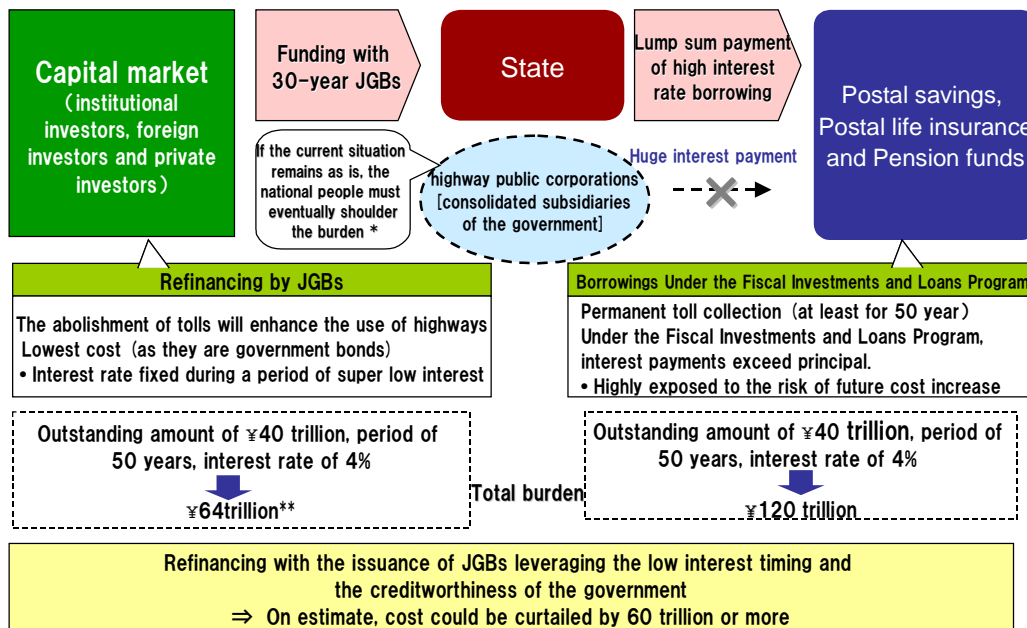 Capital market
(institutional
investors, foreign
investors and private
investors)
Funding with
30-year JGBs
State
Lump sum payment
of high interest
rate borrowing
Postal savings,
Postal life insurance
and Pension funds
If the current situation
remains as is, the
national people must
eventually shoulder
the burden *
highway public corporations
[consolidated subsidiaries
of the government]
Huge interest payment
Refinancing by JGBs
The abolishment of tolls will enhance the use of highways
Lowest cost (as they are government bonds)
• Interest rate fixed during a period of super low interest
Borrowings Under the Fiscal Investments and Loans Program
Permanent toll collection (at least for 50 year)
Under the Fiscal Investments and Loans Program,
interest payments exceed principal.
• Highly exposed to the risk of future cost increase
Outstanding amount of ¥40 trillion, period of
50 years, interest rate of 4%
¥64trillion**
Total burden
Outstanding amount of ¥40 trillion, period of
50 years, interest rate of 4%
¥120 trillion
Refinancing with the issuance of JGBs leveraging the low interest timing and
the creditworthiness of the government
⇒ On estimate, cost could be curtailed by 60 trillion or more